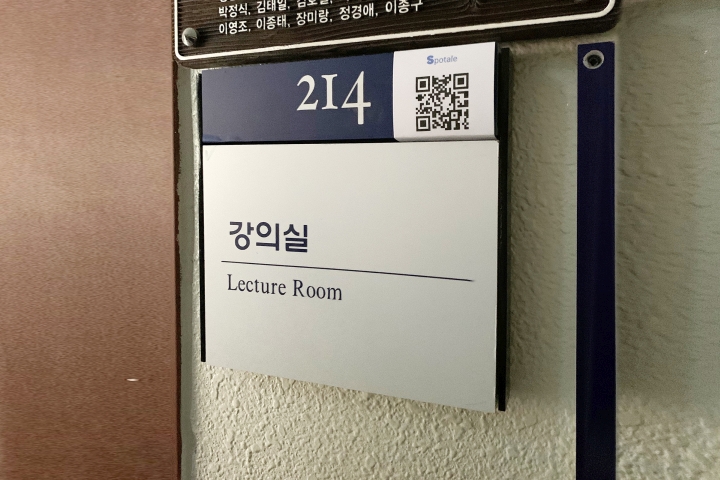 박정식, 김태일,
이영조, 이종태, 장미랑, 정경애, 이종구
214
Spotale
강의실
Lecture Room